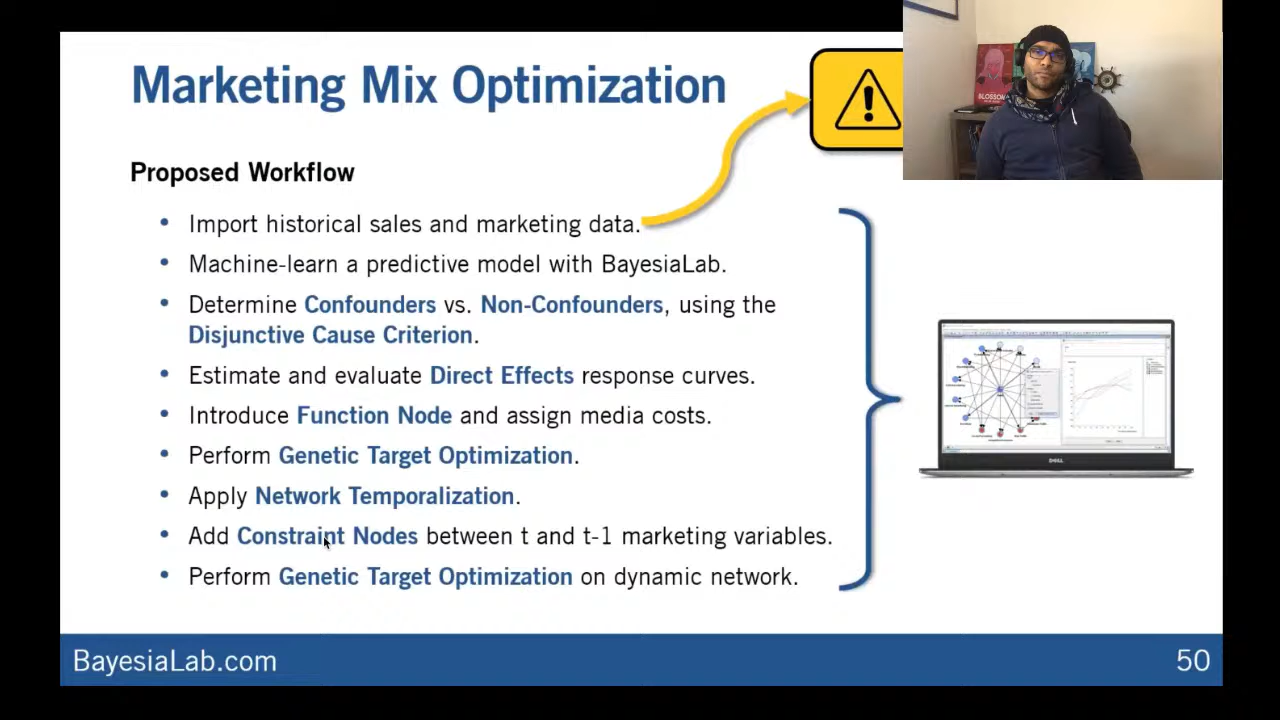 Marketing Mix Optimization
Proposed Workflow
• Import historical sales and marketing data.
• Machine-learn a predictive model with BayesiaLab.
• Determine Confounders vs. Non-Confounders, using the
Disjunctive Cause Criterion.
• Estimate and evaluate Direct Effects response curves.
• Introduce Function Node and assign media costs.
• Perform Genetic Target Optimization.
• Apply Network Temporalization.
• Add Constraint Nodes between t and t-1 marketing variables.
• Perform Genetic Target Optimization on dynamic network.
BLOSSOM
DELL
BayesiaLab.com
50